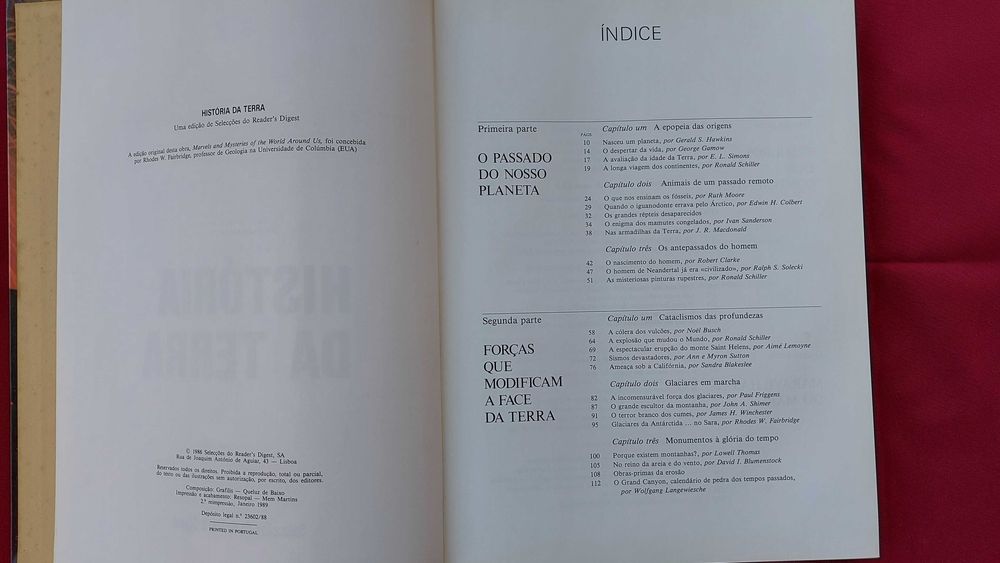 HISTÓRIA DA TERRA
Uma edição de Selecções do Reader's Digest
A edição original desta obra, Marvels and Mysteries of the World Around Us, foi concebida
por Rhodes W. Fairbridge, professor de Geologia na Universidade de Colúmbia (EUA)
© 1986 Selecções do Reader's Digest, SA
Rua de Joaquim António de Aguiar, 43 — Lisboa
Reservados todos os direitos. Proibida a reprodução, total ou parcial,
do texto ou das ilustrações sem autorização, por escrito, dos editores.
Composição: Grafilis — Queluz de Baixo
Impressão e acabamento: Resopal — Mem Martins
2.ª reimpressão, Janeiro 1989
Depósito legal n.º 23602/88
PRINTED IN PORTUGAL
ÍNDICE
Primeira parte
O PASSADO
DO NOSSO
PLANETA
Capítulo um A epopeia das origens
PÁGS.
10 Nasceu um planeta, por Gerald S. Hawkins
14 O despertar da vida, por George Gamow
17 A avaliação da idade da Terra, por E. L. Simons
19 A longa viagem dos continentes, por Ronald Schiller
Capítulo dois Animais de um passado remoto
24 O que nos ensinam os fósseis, por Ruth Moore
29 Quando o iguanodonte errava pelo Árctico, por Edwin H. Colbert
32 Os grandes répteis desaparecidos
34 O enigma dos mamutes congelados, por Ivan Sanderson
38 Nas armadilhas da Terra, por J. R. Macdonald
Capítulo três Os antepassados do homem
42 O nascimento do homem, por Robert Clarke
47 O homem de Neandertal já era «civilizado», por Ralph S. Solecki
51 As misteriosas pinturas rupestres, por Ronald Schiller
Segunda parte
FORÇAS
QUE
MODIFICAM
A FACE
DA TERRA
Capítulo um Cataclismos das profundezas
58 A cólera dos vulcões, por Noël Busch
64 A explosão que mudou o Mundo, por Ronald Schiller
69 A espectacular erupção do monte Saint Helens, por Aimé Lemoyne
72 Sismos devastadores, por Ann e Myron Sutton
76 Ameaça sob a Califórnia, por Sandra Blakeslee
Capítulo dois Glaciares em marcha
82 A incomensurável força dos glaciares, por Paul Friggens
87 O grande escultor da montanha, por John A. Shimer
91 O terror branco dos cumes, por James H. Winchester
95 Glaciares da Antárctida ... no Sara, por Rhodes W. Fairbridge
Capítulo três Monumentos à glória do tempo
100 Porque existem montanhas?, por Lowell Thomas
105 No reino da areia e do vento, por David I. Blumenstock
108 Obras-primas da erosão
112 O Grand Canyon, calendário de pedra dos tempos passados,
por Wolfgang Langewiesche